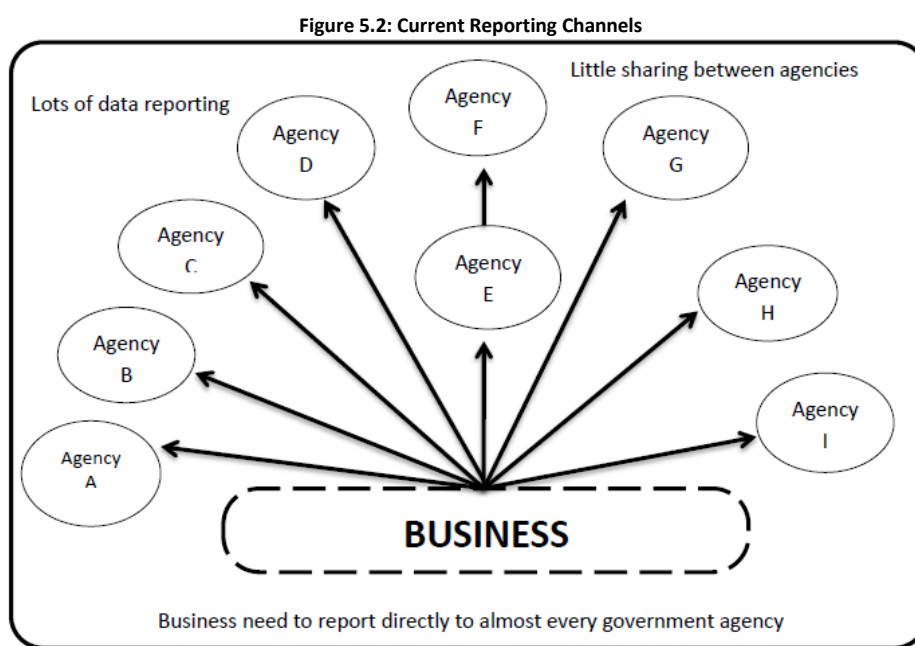 Figure 5.2: Current Reporting Channels
Little sharing between agencies
Lots of data reporting
Agency
F
Agency
D
Agency
G
Agency
C
Agency
E
Agency
H
Agency
B
Agency
I
Agency
A
BUSINESS
Business need to report directly to almost every government agency